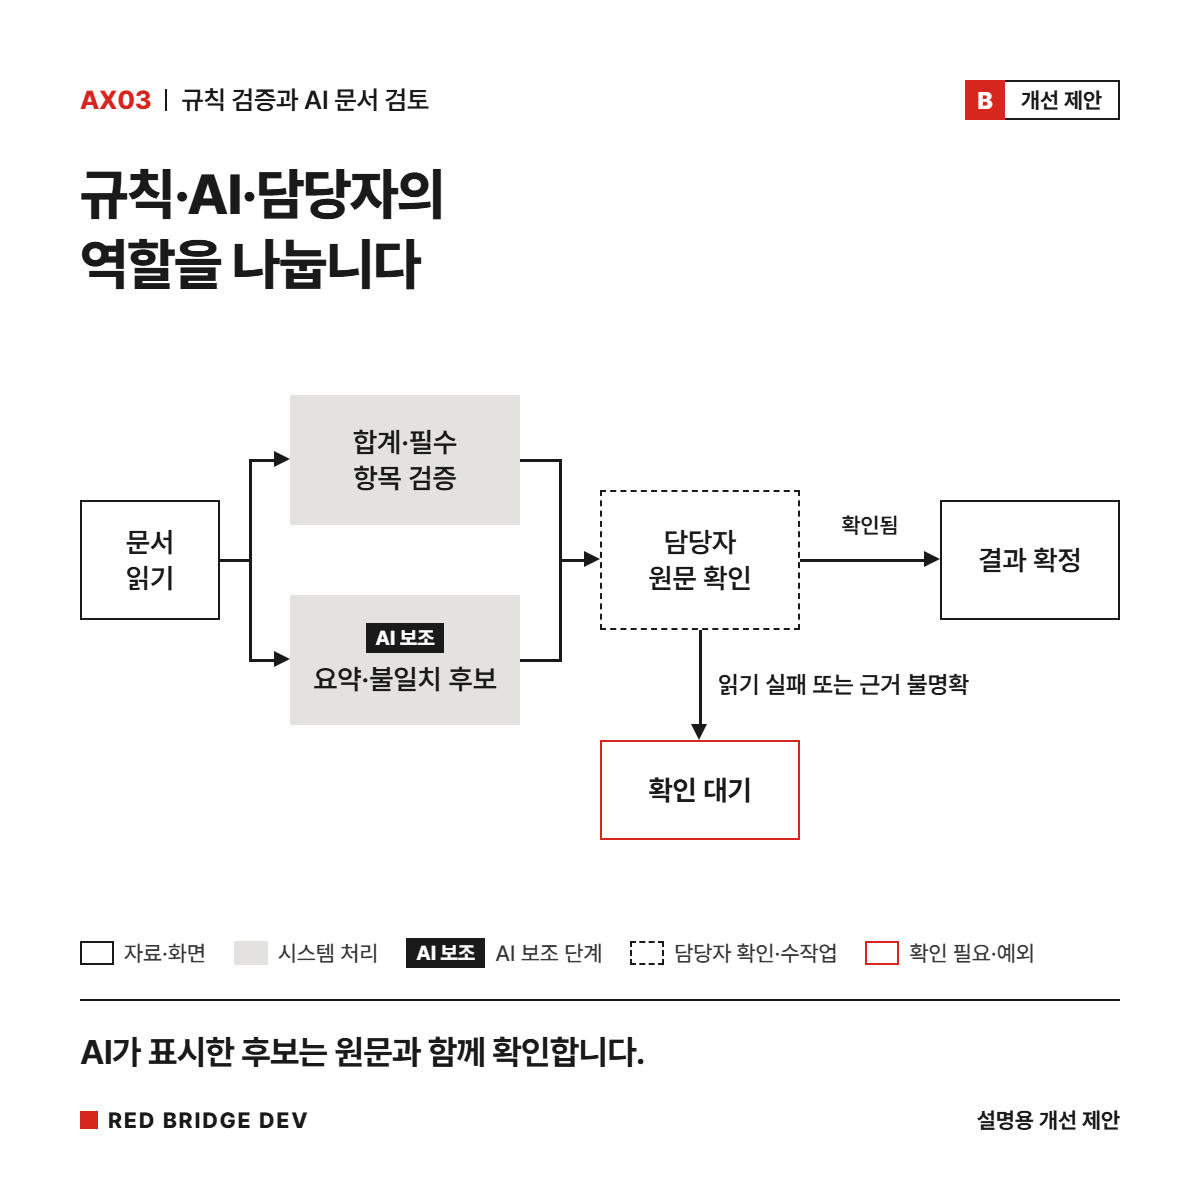 AX03 | 규칙 검증과 AI 문서 검토
B 개선 제안
규칙·AI·담당자의
역할을 나눕니다
문서
읽기
합계·필수
항목 검증
AI 보조
요약·불일치 후보
담당자
원문 확인
확인됨
결과 확정
읽기 실패 또는 근거 불명확
확인 대기
자료·화면
시스템 처리
AI 보조 AI 보조 단계
담당자 확인·수작업
확인 필요·예외
AI가 표시한 후보는 원문과 함께 확인합니다.
RED BRIDGE DEV
설명용 개선 제안